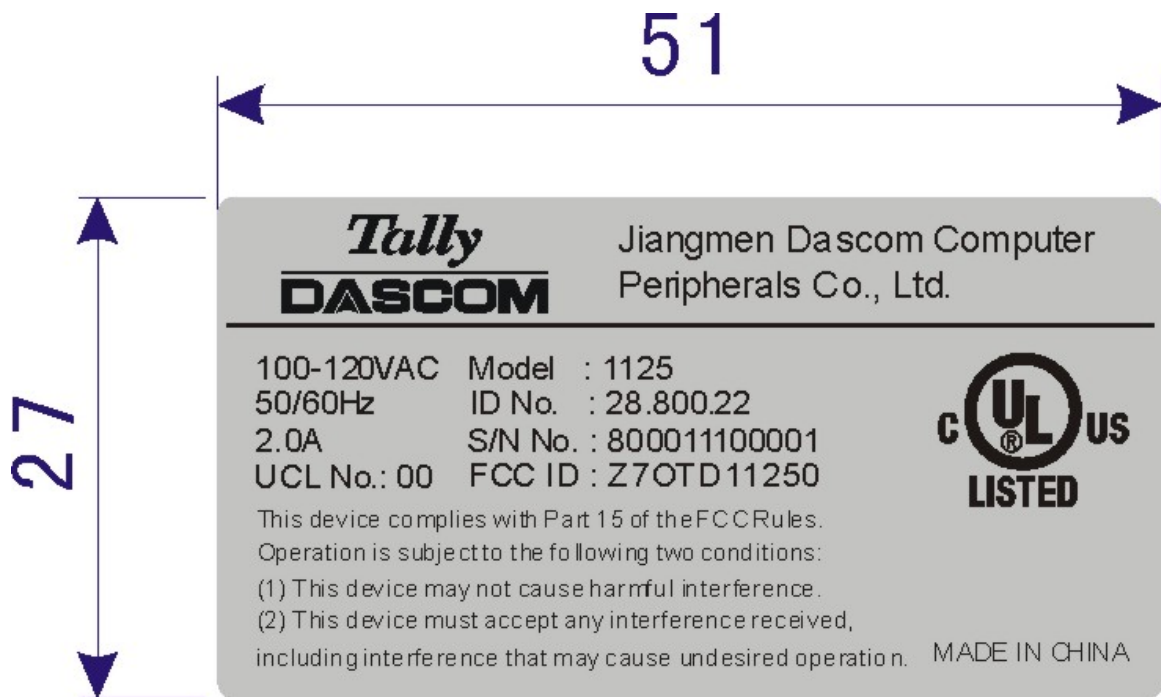 51
27
Tally
DASCOM
Jiangmen Dascom Computer
Peripherals Co., Ltd.
100-120VAC Model : 1125
50/60Hz ID No. : 28.800.22
2.0A S/N No. : 800011100001
UCL No.: 00 FCC ID : Z7OTD11250
C UL ® US
LISTED
This device complies with Part 15 of the FCC Rules.
Operation is subject to the following two conditions:
(1) This device may not cause harmful interference.
(2) This device must accept any interference received,
including interference that may cause undesired operation.
MADE IN CHINA